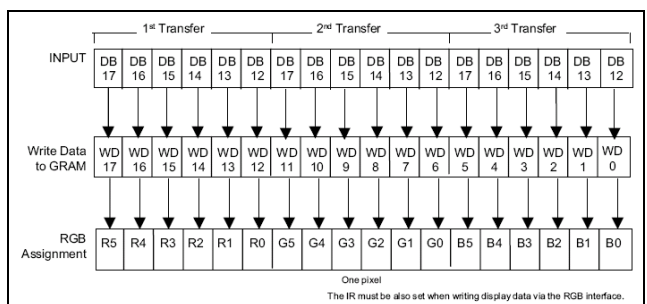 1st Transfer 2nd Transfer 3rd Transfer
INPUT DB 17 DB 16 DB 15 DB 14 DB 13 DB 12 DB 17 DB 16 DB 15 DB 14 DB 13 DB 12 DB 17 DB 16 DB 15 DB 14 DB 13 DB 12
Write Data to GRAM WD 17 WD 16 WD 15 WD 14 WD 13 WD 12 WD 11 WD 10 WD 9 WD 8 WD 7 WD 6 WD 5 WD 4 WD 3 WD 2 WD 1 WD 0
RGB Assignment R5 R4 R3 R2 R1 R0 G5 G4 G3 G2 G1 G0 B5 B4 B3 B2 B1 B0
One pixel
The IR must be also set when writing display data via the RGB interface.